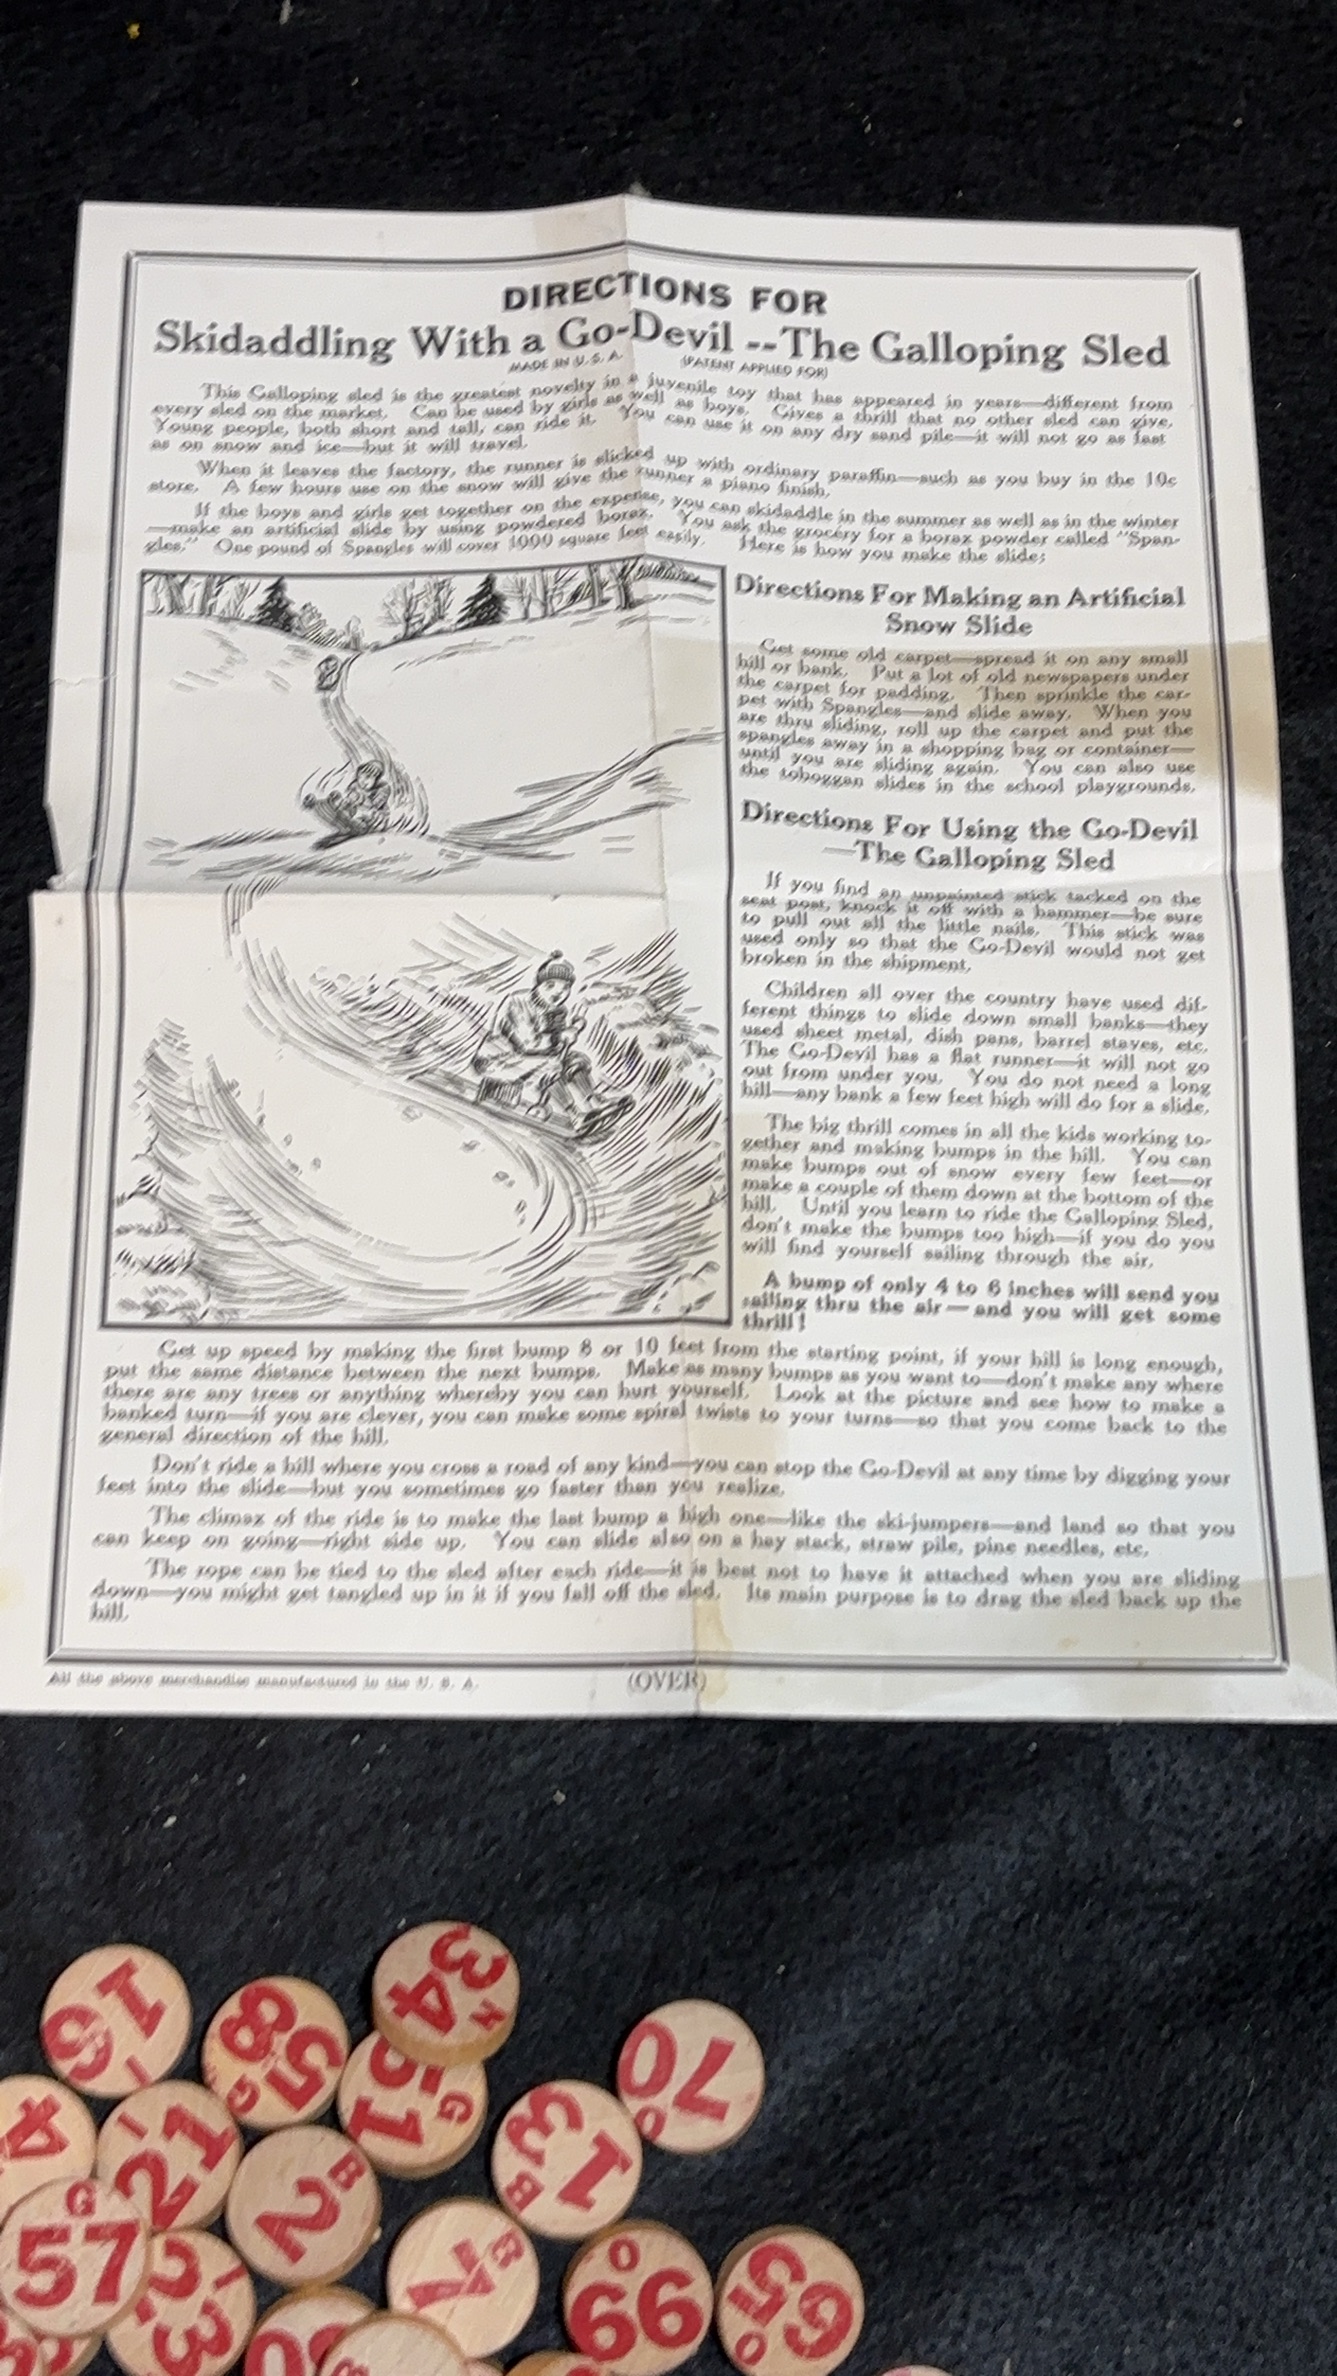 DIRECTIONS FOR
Skidaddling With a Go-Devil --The Galloping Sled
MADE IN U. S. A. (PATENT APPLIED FOR)
This Galloping sled is the greatest novelty in a juvenile toy that has appeared in years—different from
every sled on the market. Can be used by girls as well as boys. Gives a thrill that no other sled can give.
Young people, both short and tall, can ride it. You can use it on any dry sand pile—it will not go as fast
as on snow and ice—but it will travel.
When it leaves the factory, the runner is slicked up with ordinary paraffin—such as you buy in the 10c
store. A few hours use on the snow will give the runner a piano finish.
If the boys and girls get together on the expense, you can skidaddle in the summer as well as in the winter
—make an artificial slide by using powdered borax. You ask the grocery for a borax powder called "Span-
gles." One pound of Spangles will cover 1000 square feet easily. Here is how you make the slide:
Directions For Making an Artificial
Snow Slide
Get some old carpet—spread it on any small
hill or bank. Put a lot of old newspapers under
the carpet for padding. Then sprinkle the car-
pet with Spangles—and slide away. When you
are thru sliding, roll up the carpet and put the
spangles away in a shopping bag or container—
until you are sliding again. You can also use
the toboggan slides in the school playgrounds.
Directions For Using the Go-Devil
—The Galloping Sled
If you find an unpainted stick tacked on the
seat post, knock it off with a hammer—be sure
to pull out all the little nails. This stick was
used only so that the Go-Devil would not get
broken in the shipment.
Children all over the country have used dif-
ferent things to slide down small banks—they
used sheet metal, dish pans, barrel staves, etc.
The Go-Devil has a flat runner—it will not go
out from under you. You do not need a long
hill—any bank a few feet high will do for a slide.
The big thrill comes in all the kids working to-
gether and making bumps in the hill. You can
make bumps out of snow every few feet—or
make a couple of them down at the bottom of the
hill. Until you learn to ride the Galloping Sled,
don't make the bumps too high—if you do you
will find yourself sailing through the air.
A bump of only 4 to 6 inches will send you
sailing thru the air—and you will get some
thrill!
Get up speed by making the first bump 8 or 10 feet from the starting point, if your hill is long enough,
put the same distance between the next bumps. Make as many bumps as you want to—don't make any where
there are any trees or anything whereby you can hurt yourself. Look at the picture and see how to make a
banked turn—if you are clever, you can make some spiral twists to your turns—so that you come back to the
general direction of the hill.
Don't ride a hill where you cross a road of any kind—you can stop the Go-Devil at any time by digging your
feet into the slide—but you sometimes go faster than you realize.
The climax of the ride is to make the last bump a high one—like the ski-jumpers—and land so that you
can keep on going—right side up. You can slide also on a hay stack, straw pile, pine needles, etc.
The rope can be tied to the sled after each ride—it is best not to have it attached when you are sliding
down—you might get tangled up in it if you fall off the sled. Its main purpose is to drag the sled back up the
hill.
All the above merchandise manufactured in the U. S. A. (OVER)
I 16
G 58
N 34
G 51
O 70
4
I 21
B 2
B 13
G 57
I 23
B
O 66
O 65